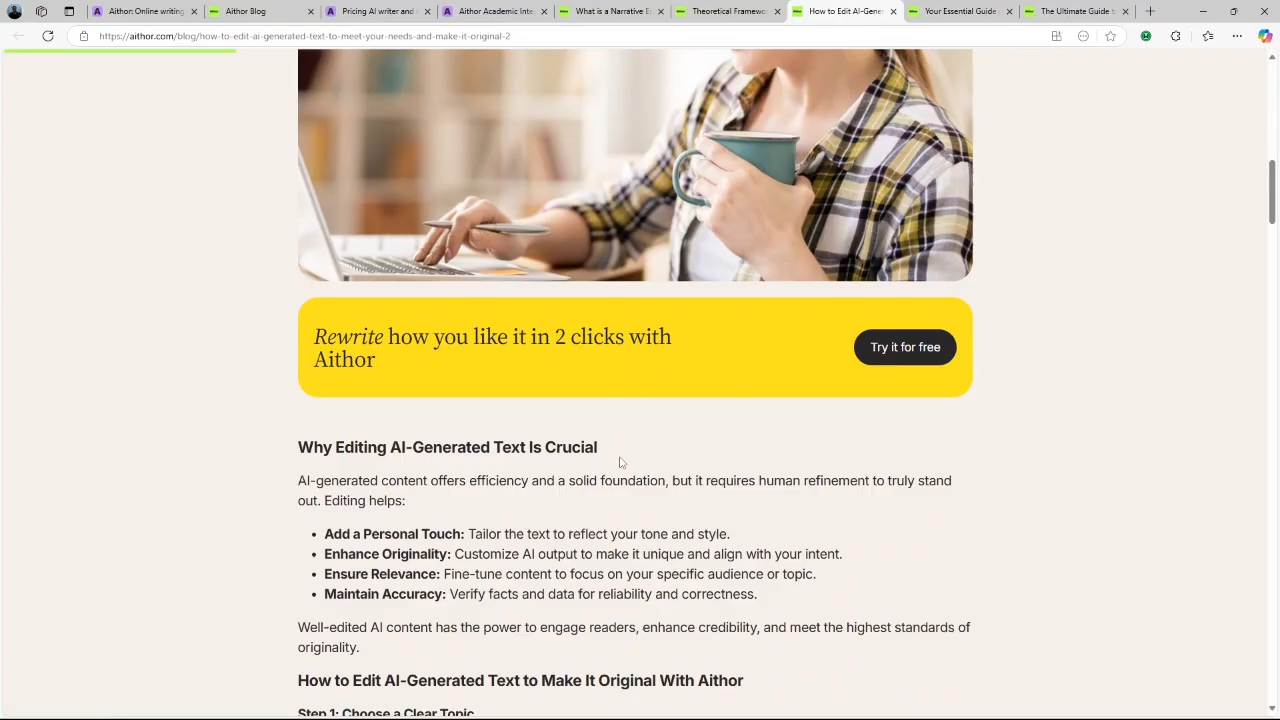 Aithor Online writing
Aithor Blog
Pricing AI writer and
Aithor Academic Inte
What is a Narrative E
Theoretical Framewo
How to Edit AI-Gener
Your Essential Guide
The Ultimate Guide
https://aithor.com/blog/how-to-edit-ai-generated-text-to-meet-your-needs-and-make-it-original-2
Rewrite how you like it in 2 clicks with
Aithor
Try it for free
Why Editing AI-Generated Text Is Crucial
AI-generated content offers efficiency and a solid foundation, but it requires human refinement to truly stand
out. Editing helps:
• Add a Personal Touch: Tailor the text to reflect your tone and style.
• Enhance Originality: Customize AI output to make it unique and align with your intent.
• Ensure Relevance: Fine-tune content to focus on your specific audience or topic.
• Maintain Accuracy: Verify facts and data for reliability and correctness.
Well-edited AI content has the power to engage readers, enhance credibility, and meet the highest standards of
originality.
How to Edit AI-Generated Text to Make It Original With Aithor
Step 1: Choose a Clear Topic